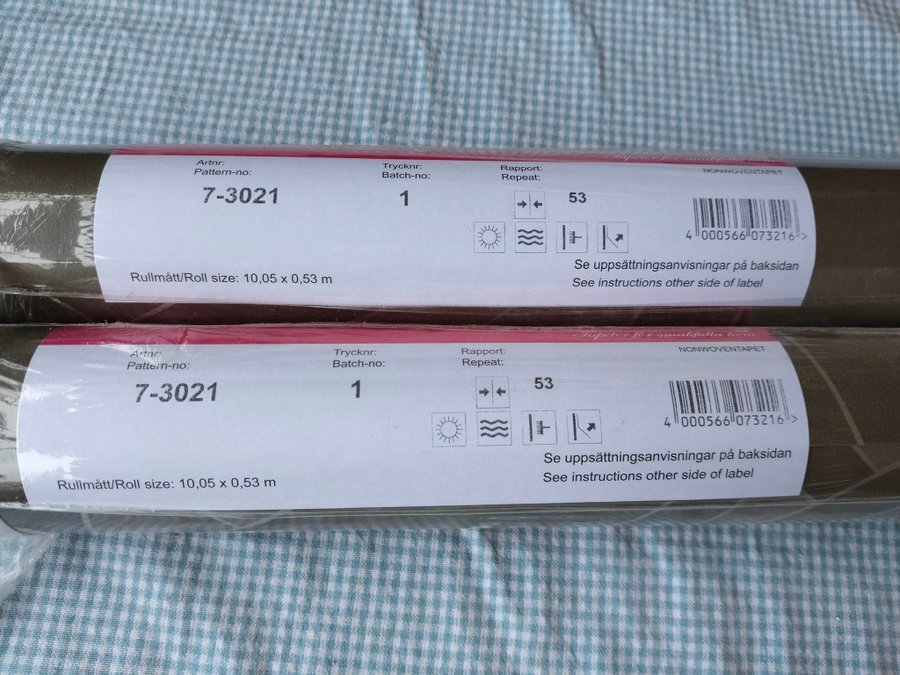 NONWOVENTAPET
Artnr:
Pattern-no:
7-3021
Trycknr:
Batch-no:
1
Rapport:
Repeat:
53
4 000566 073216 >
Rullmått/Roll size: 10,05 x 0,53 m
Se uppsättningsanvisningar på baksidan
See instructions other side of label
NONWOVENTAPET
Artnr:
Pattern-no:
7-3021
Trycknr:
Batch-no:
1
Rapport:
Repeat:
53
4 000566 073216 >
Rullmått/Roll size: 10,05 x 0,53 m
Se uppsättningsanvisningar på baksidan
See instructions other side of label